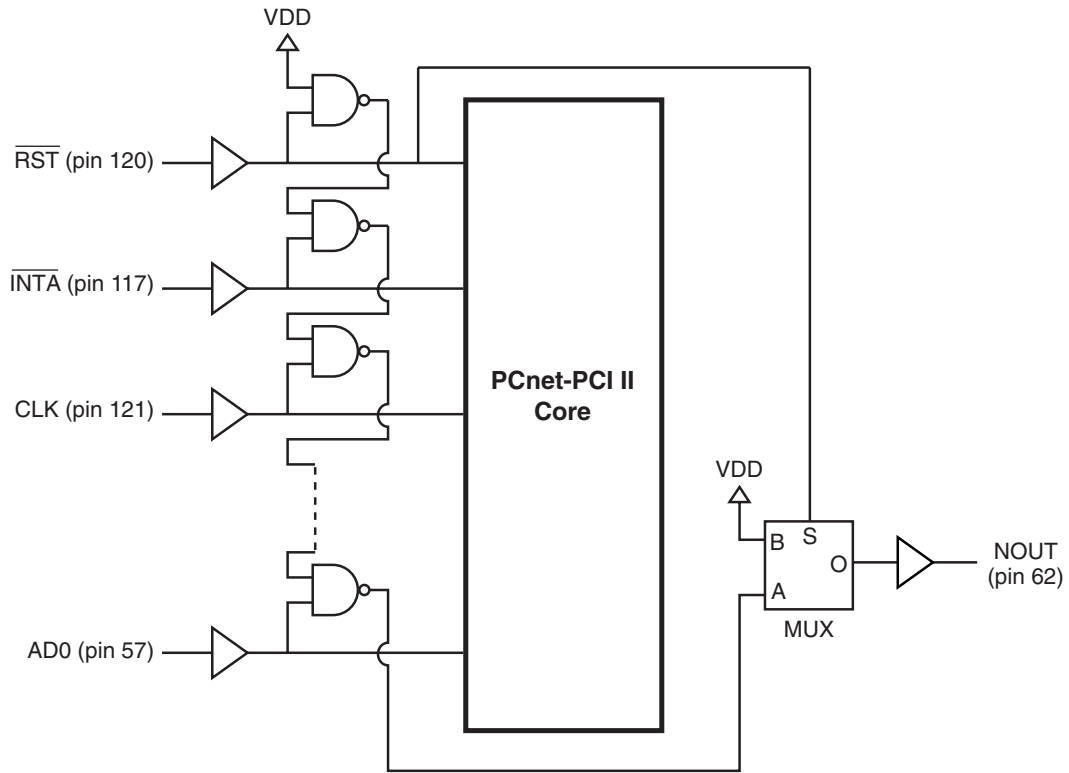 VDD
RST (pin 120)
INTA (pin 117)
CLK (pin 121)
PCnet-PCI II
Core
VDD
B
S
O
A
MUX
NOUT
(pin 62)
AD0 (pin 57)